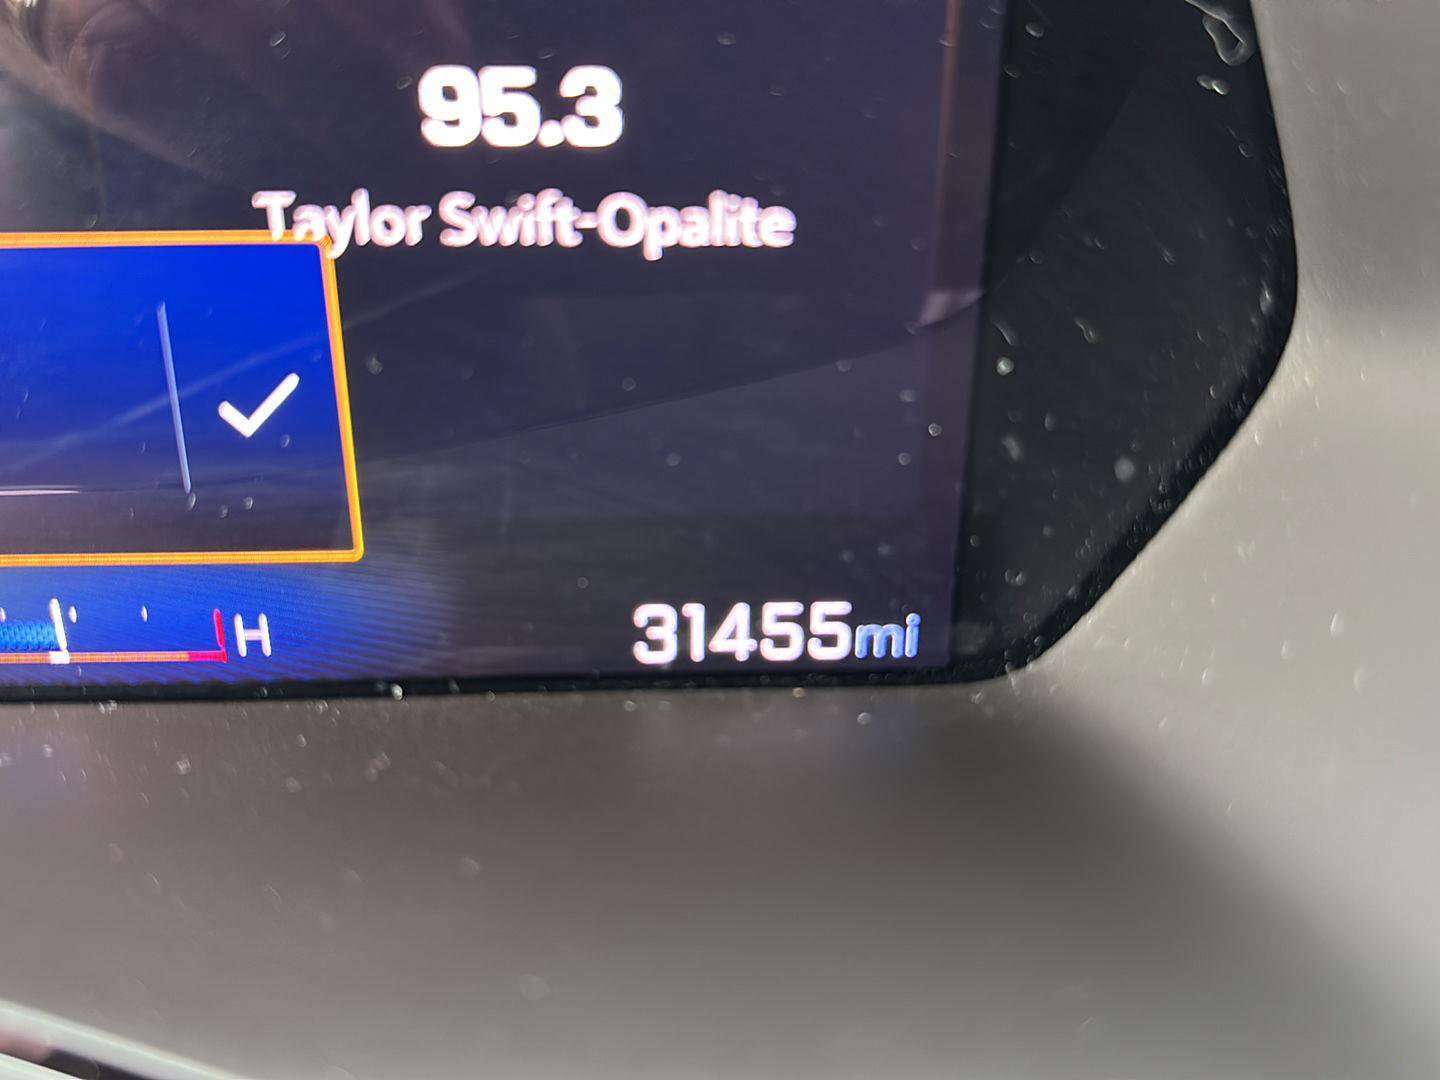 95.3
Taylor Swift-Opalite
H
31455mi